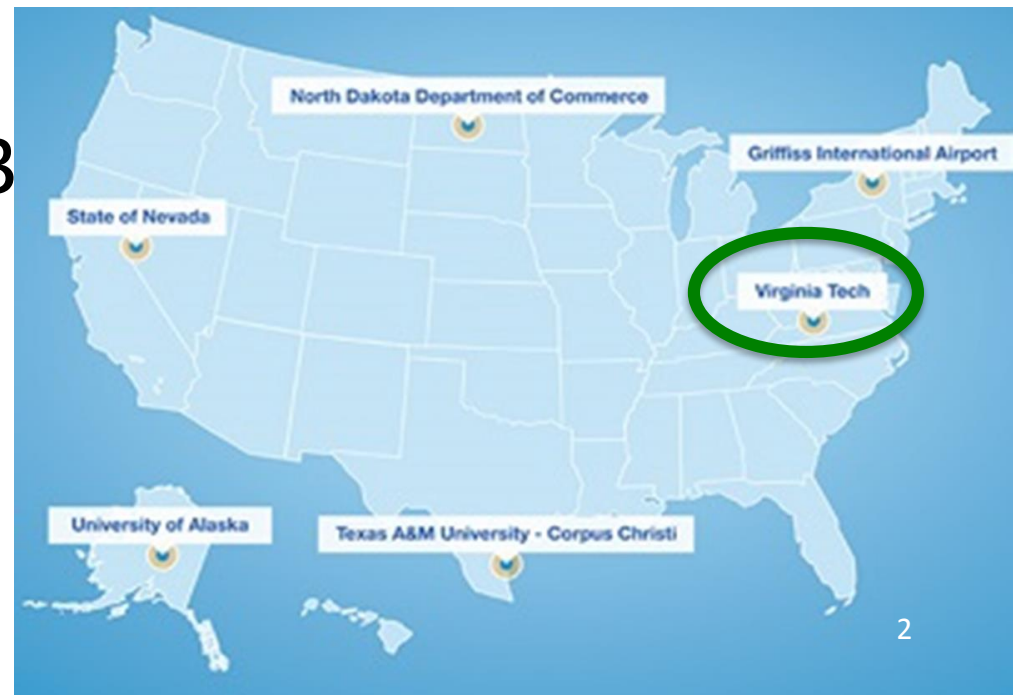 North Dakota Department of Commerce
3
Griffiss International Airport
State of Nevada
Virginia Tech
University of Alaska
Texas A&M University - Corpus Christi
2